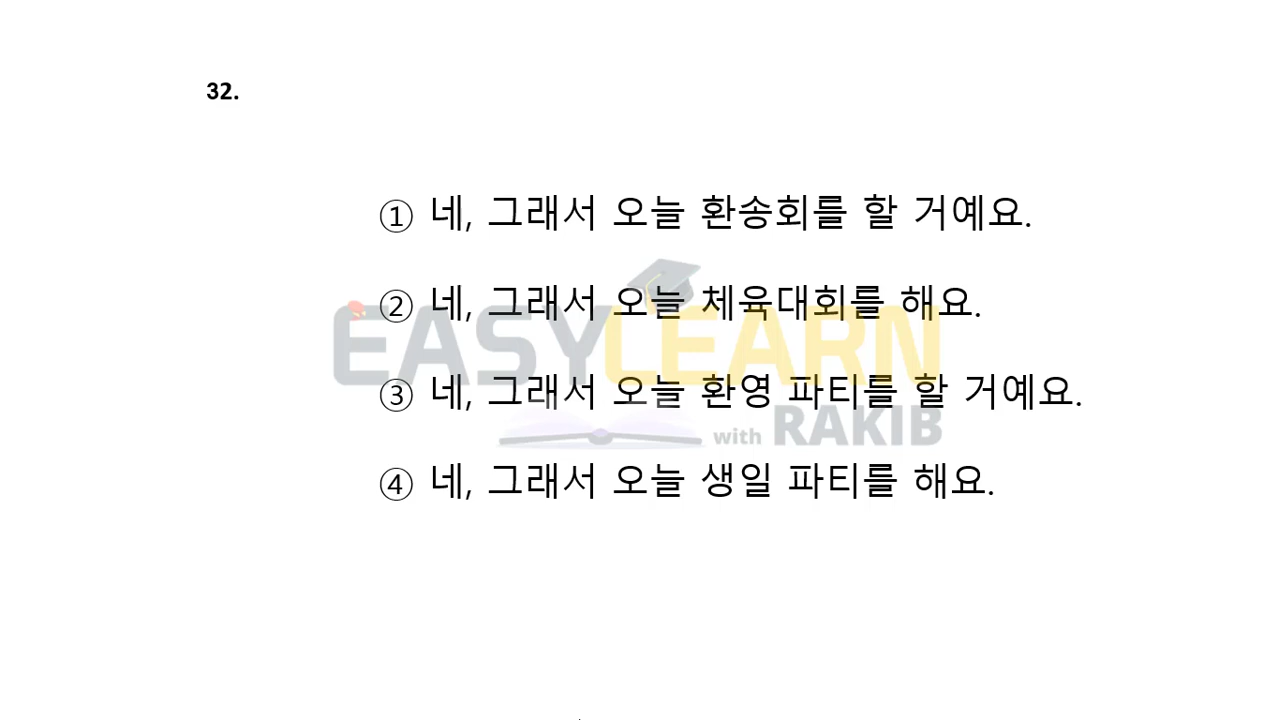 32.
① 네, 그래서 오늘 환송회를 할 거예요.
② 네, 그래서 오늘 체육대회를 해요.
③ 네, 그래서 오늘 환영 파티를 할 거예요.
④ 네, 그래서 오늘 생일 파티를 해요.
EASYLEARN
with RAKIB